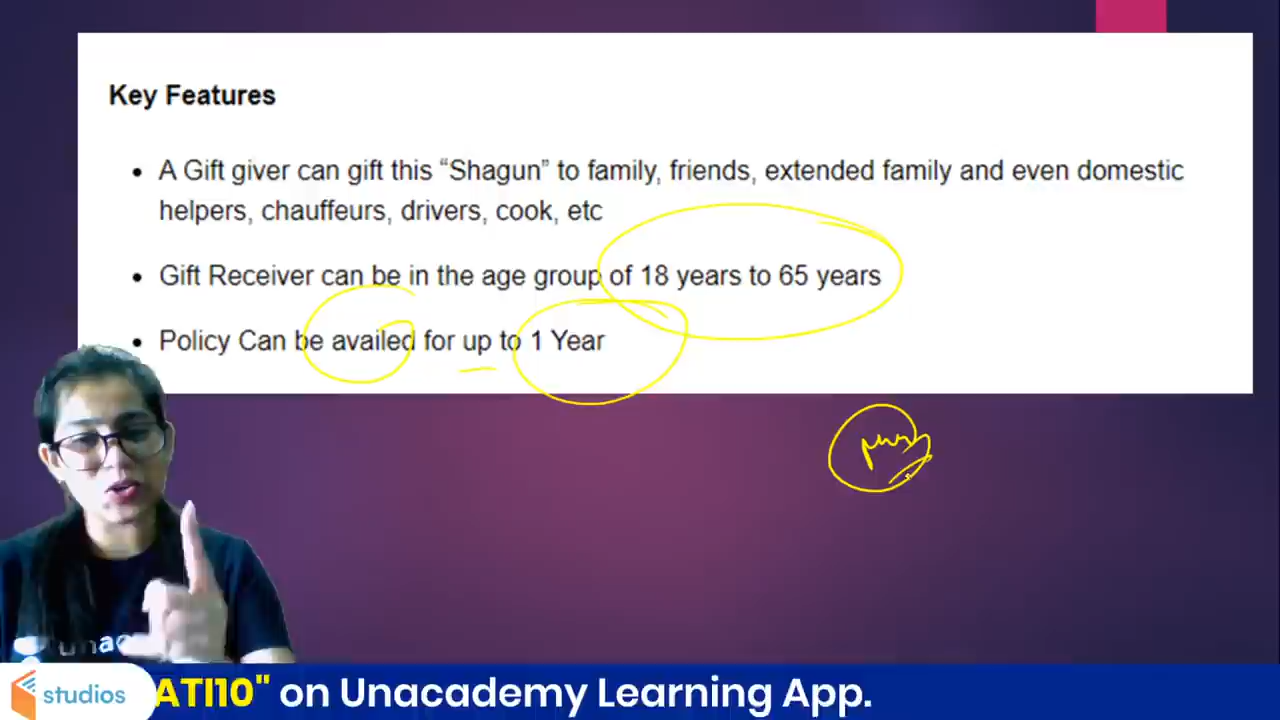 Key Features
• A Gift giver can gift this “Shagun” to family, friends, extended family and even domestic
helpers, chauffeurs, drivers, cook, etc
• Gift Receiver can be in the age group of 18 years to 65 years
• Policy Can be availed for up to 1 Year
unac
studios
ATI10" on Unacademy Learning App.